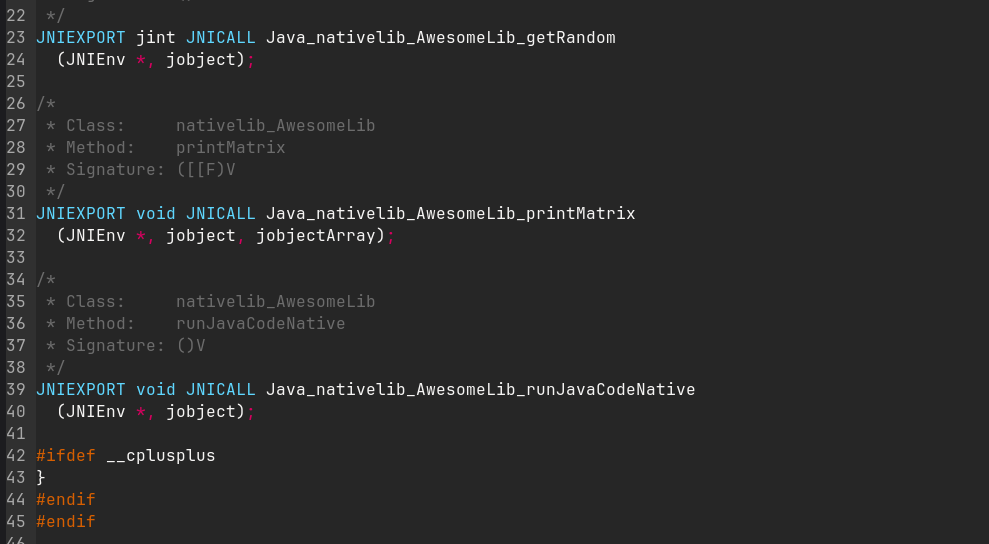 22  */
23 JNIEXPORT jint JNICALL Java_nativelib_AwesomeLib_getRandom
24   (JNIEnv *, jobject);
25
26 /*
27  * Class:     nativelib_AwesomeLib
28  * Method:    printMatrix
29  * Signature: ([[F)V
30  */
31 JNIEXPORT void JNICALL Java_nativelib_AwesomeLib_printMatrix
32   (JNIEnv *, jobject, jobjectArray);
33
34 /*
35  * Class:     nativelib_AwesomeLib
36  * Method:    runJavaCodeNative
37  * Signature: ()V
38  */
39 JNIEXPORT void JNICALL Java_nativelib_AwesomeLib_runJavaCodeNative
40   (JNIEnv *, jobject);
41
42 #ifdef __cplusplus
43 }
44 #endif
45 #endif
46